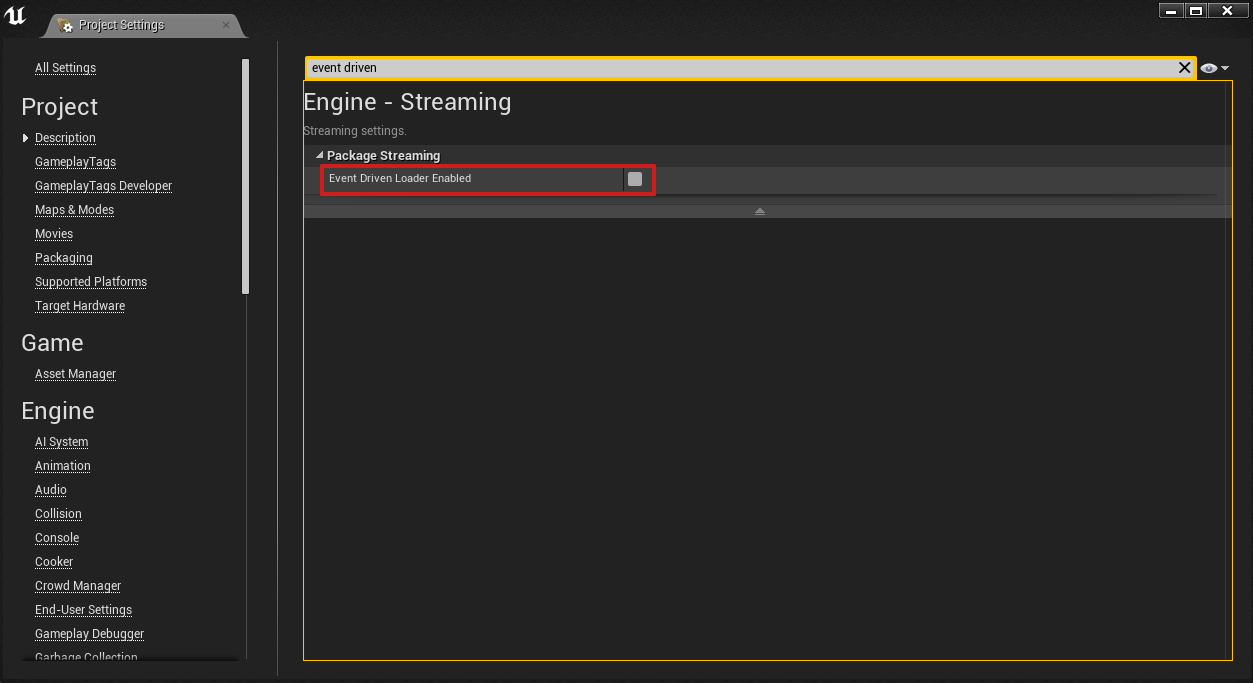 Project Settings
All Settings
Project
Description
GameplayTags
GameplayTags Developer
Maps & Modes
Movies
Packaging
Supported Platforms
Target Hardware
Game
Asset Manager
Engine
AI System
Animation
Audio
Collision
Console
Cooker
Crowd Manager
End-User Settings
Gameplay Debugger
Garbage Collection
event driven
Engine - Streaming
Streaming settings.
Package Streaming
Event Driven Loader Enabled